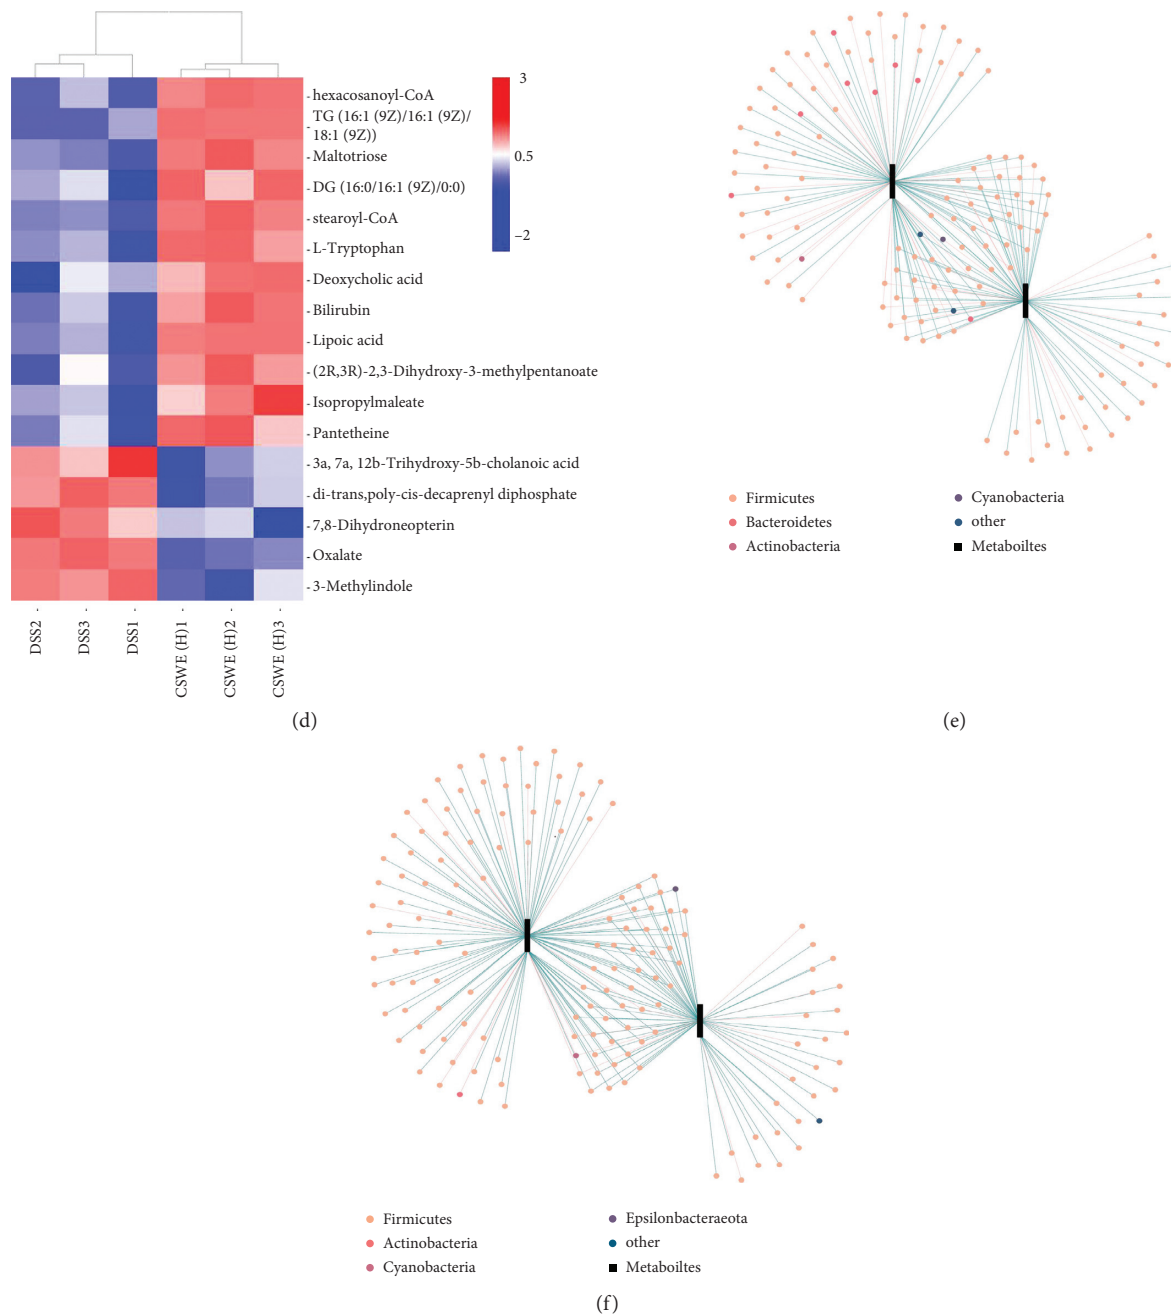 3
0.5
–2
- hexacosanoyl-CoA
TG (16:1 (9Z)/16:1 (9Z)/
- 18:1 (9Z))
- Maltotriose
- DG (16:0/16:1 (9Z)/0:0)
- stearoyl-CoA
- L-Tryptophan
- Deoxycholic acid
- Bilirubin
- Lipoic acid
- (2R,3R)-2,3-Dihydroxy-3-methylpentanoate
- Isopropylmaleate
- Pantetheine
- 3a, 7a, 12b-Trihydroxy-5b-cholanoic acid
- di-trans,poly-cis-decaprenyl diphosphate
- 7,8-Dihydroneopterin
- Oxalate
- 3-Methylindole
DSS2 -
DSS3 -
DSS1 -
CSWE (H)1 -
CSWE (H)2 -
CSWE (H)3 -
(d)
Firmicutes
Bacteroidetes
Actinobacteria
Cyanobacteria
other
Metaboiltes
(e)
Firmicutes
Actinobacteria
Cyanobacteria
Epsilonbacteraeota
other
Metaboiltes
(f)